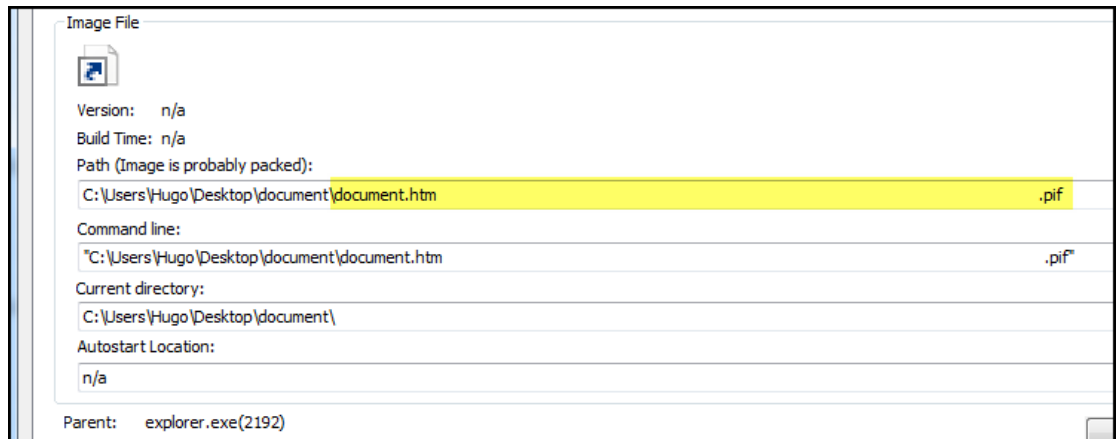 Image File
Version: n/a
Build Time: n/a
Path (Image is probably packed):
C:\Users\Hugo\Desktop\document\document.htm .pif
Command line:
"C:\Users\Hugo\Desktop\document\document.htm .pif"
Current directory:
C:\Users\Hugo\Desktop\document\
Autostart Location:
n/a
Parent: explorer.exe(2192)